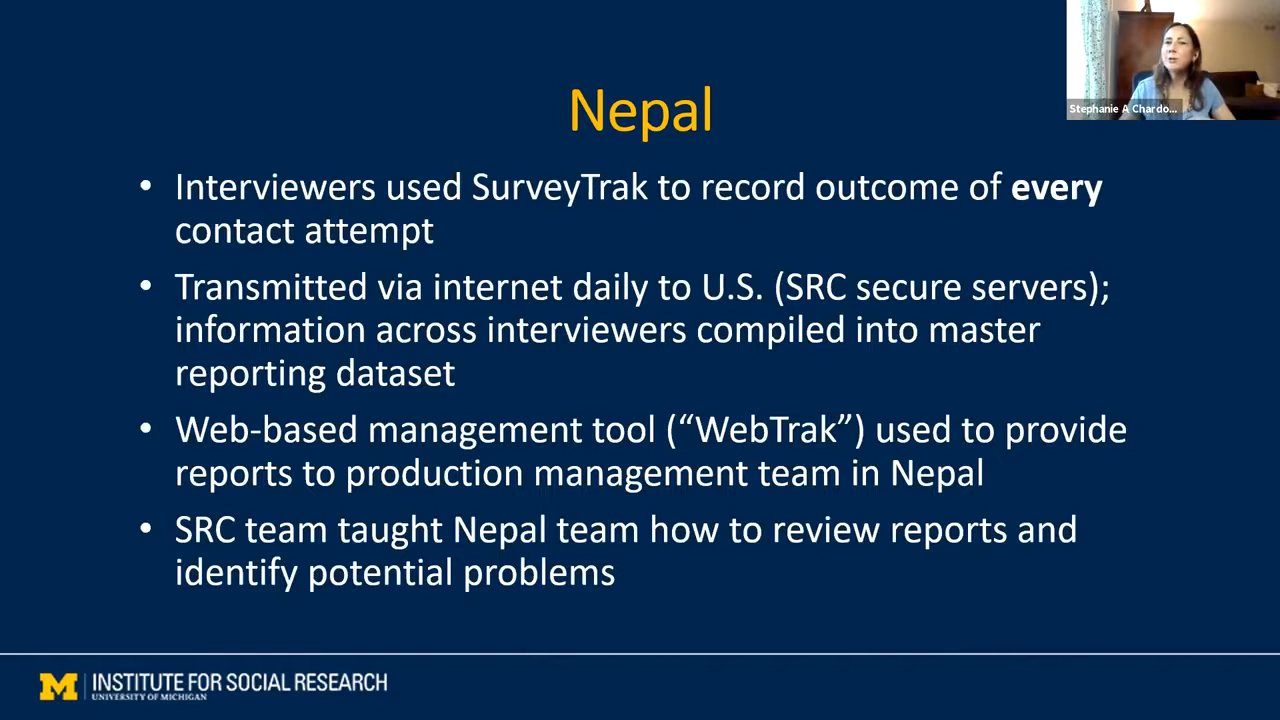 Stephanie A Chardo...
Nepal
• Interviewers used SurveyTrak to record outcome of every
contact attempt
• Transmitted via internet daily to U.S. (SRC secure servers);
information across interviewers compiled into master
reporting dataset
• Web-based management tool (“WebTrak”) used to provide
reports to production management team in Nepal
• SRC team taught Nepal team how to review reports and
identify potential problems
M INSTITUTE FOR SOCIAL RESEARCH
UNIVERSITY OF MICHIGAN